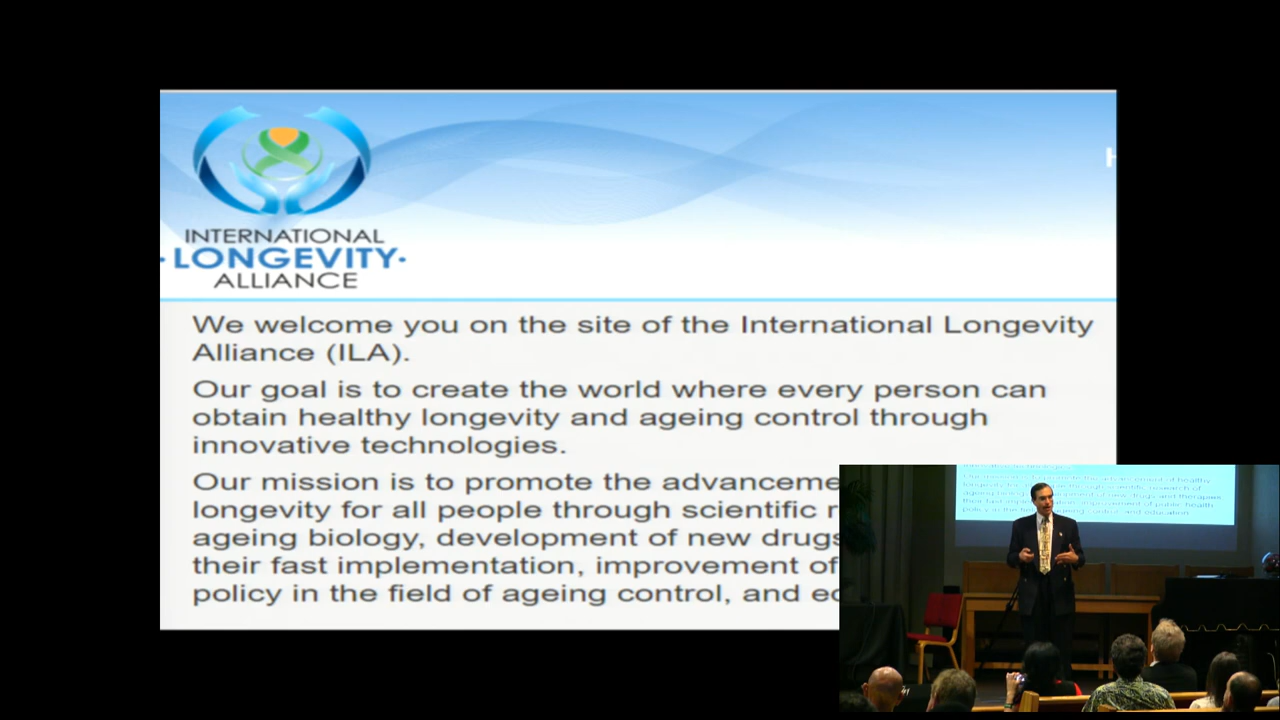 INTERNATIONAL
·LONGEVITY·
ALLIANCE
H
We welcome you on the site of the International Longevity
Alliance (ILA).
Our goal is to create the world where every person can
obtain healthy longevity and ageing control through
innovative technologies.
Our mission is to promote the advanceme
longevity for all people through scientific r
ageing biology, development of new drugs
their fast implementation, improvement of
policy in the field of ageing control, and ed